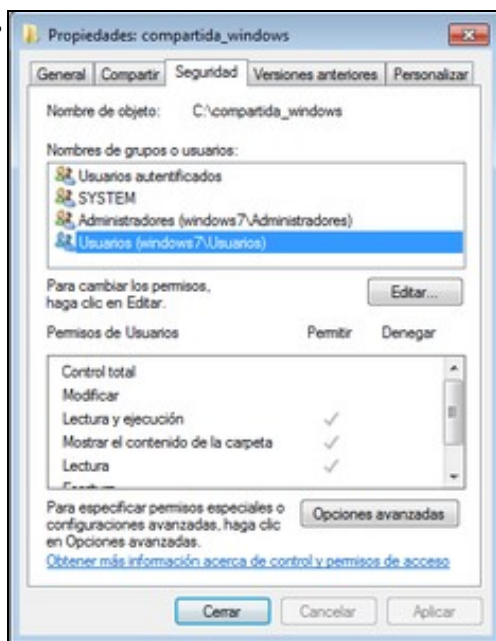 Propiedades: compartida_windows
General Compartir Seguridad Versiones anteriores Personalizar
Nombre de objeto: C:\compartida_windows
Nombres de grupos o usuarios:
Usuarios autentificados
SYSTEM
Administradores (windows7\Administradores)
Usuarios (windows7\Usuarios)
Para cambiar los permisos,
haga clic en Editar.
Editar...
Permisos de Usuarios Permitir Denegar
Control total
Modificar
Lectura y ejecución
Mostrar el contenido de la carpeta
Lectura
Para especificar permisos especiales o
configuraciones avanzadas, haga clic
en Opciones avanzadas.
Opciones avanzadas
Obtener más información acerca de control y permisos de acceso
Cerrar Cancelar Aplicar